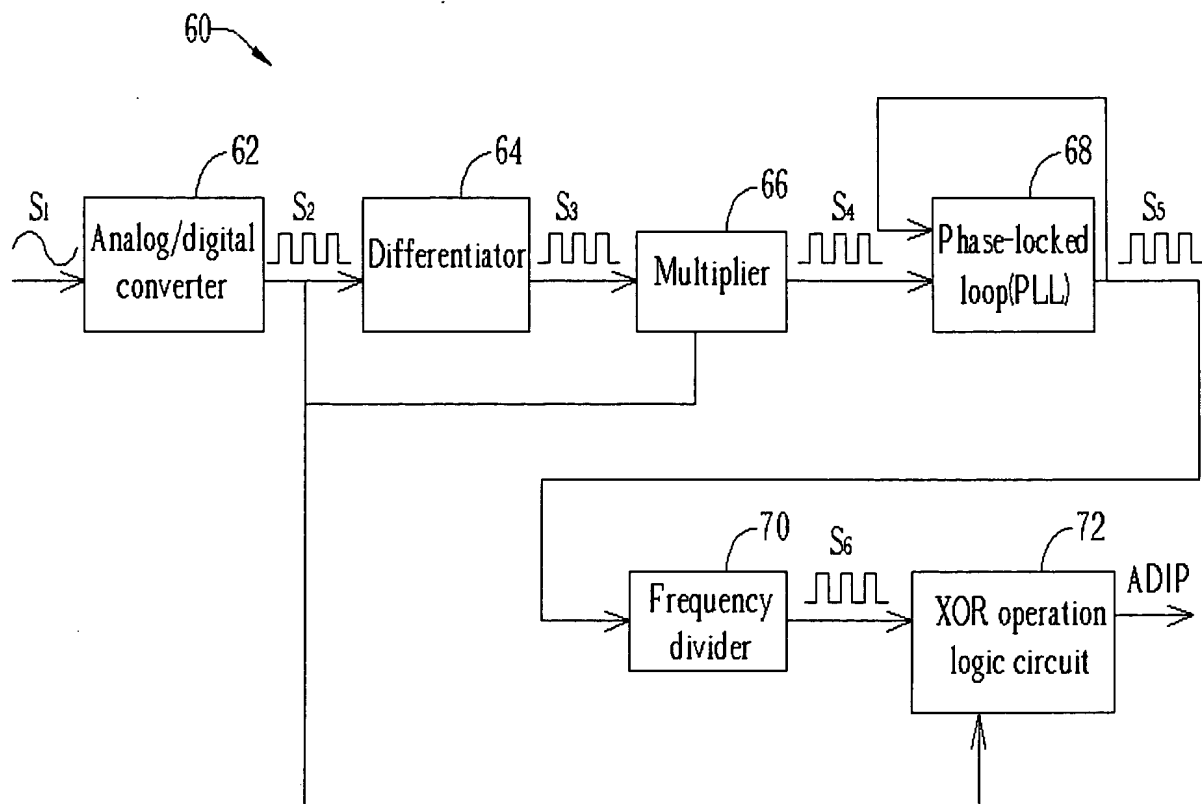 60
62
64
66
68
S1
Analog/digital
converter
S2
Differentiator
S3
Multiplier
S4
Phase-locked
loop(PLL)
S5
70
Frequency
divider
S6
72
XOR operation
logic circuit
ADIP